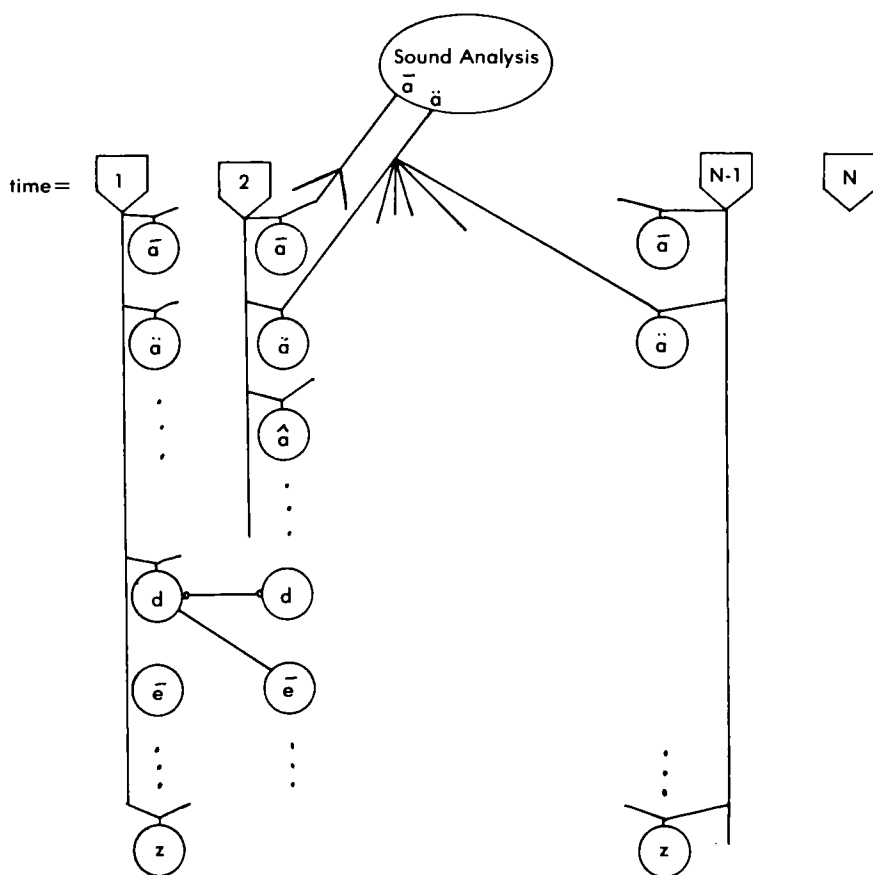 Sound Analysis
ā ä
time= 1 2 N-1 N
ā ā ā
ä ä ä
â
d d
ē ē
z z